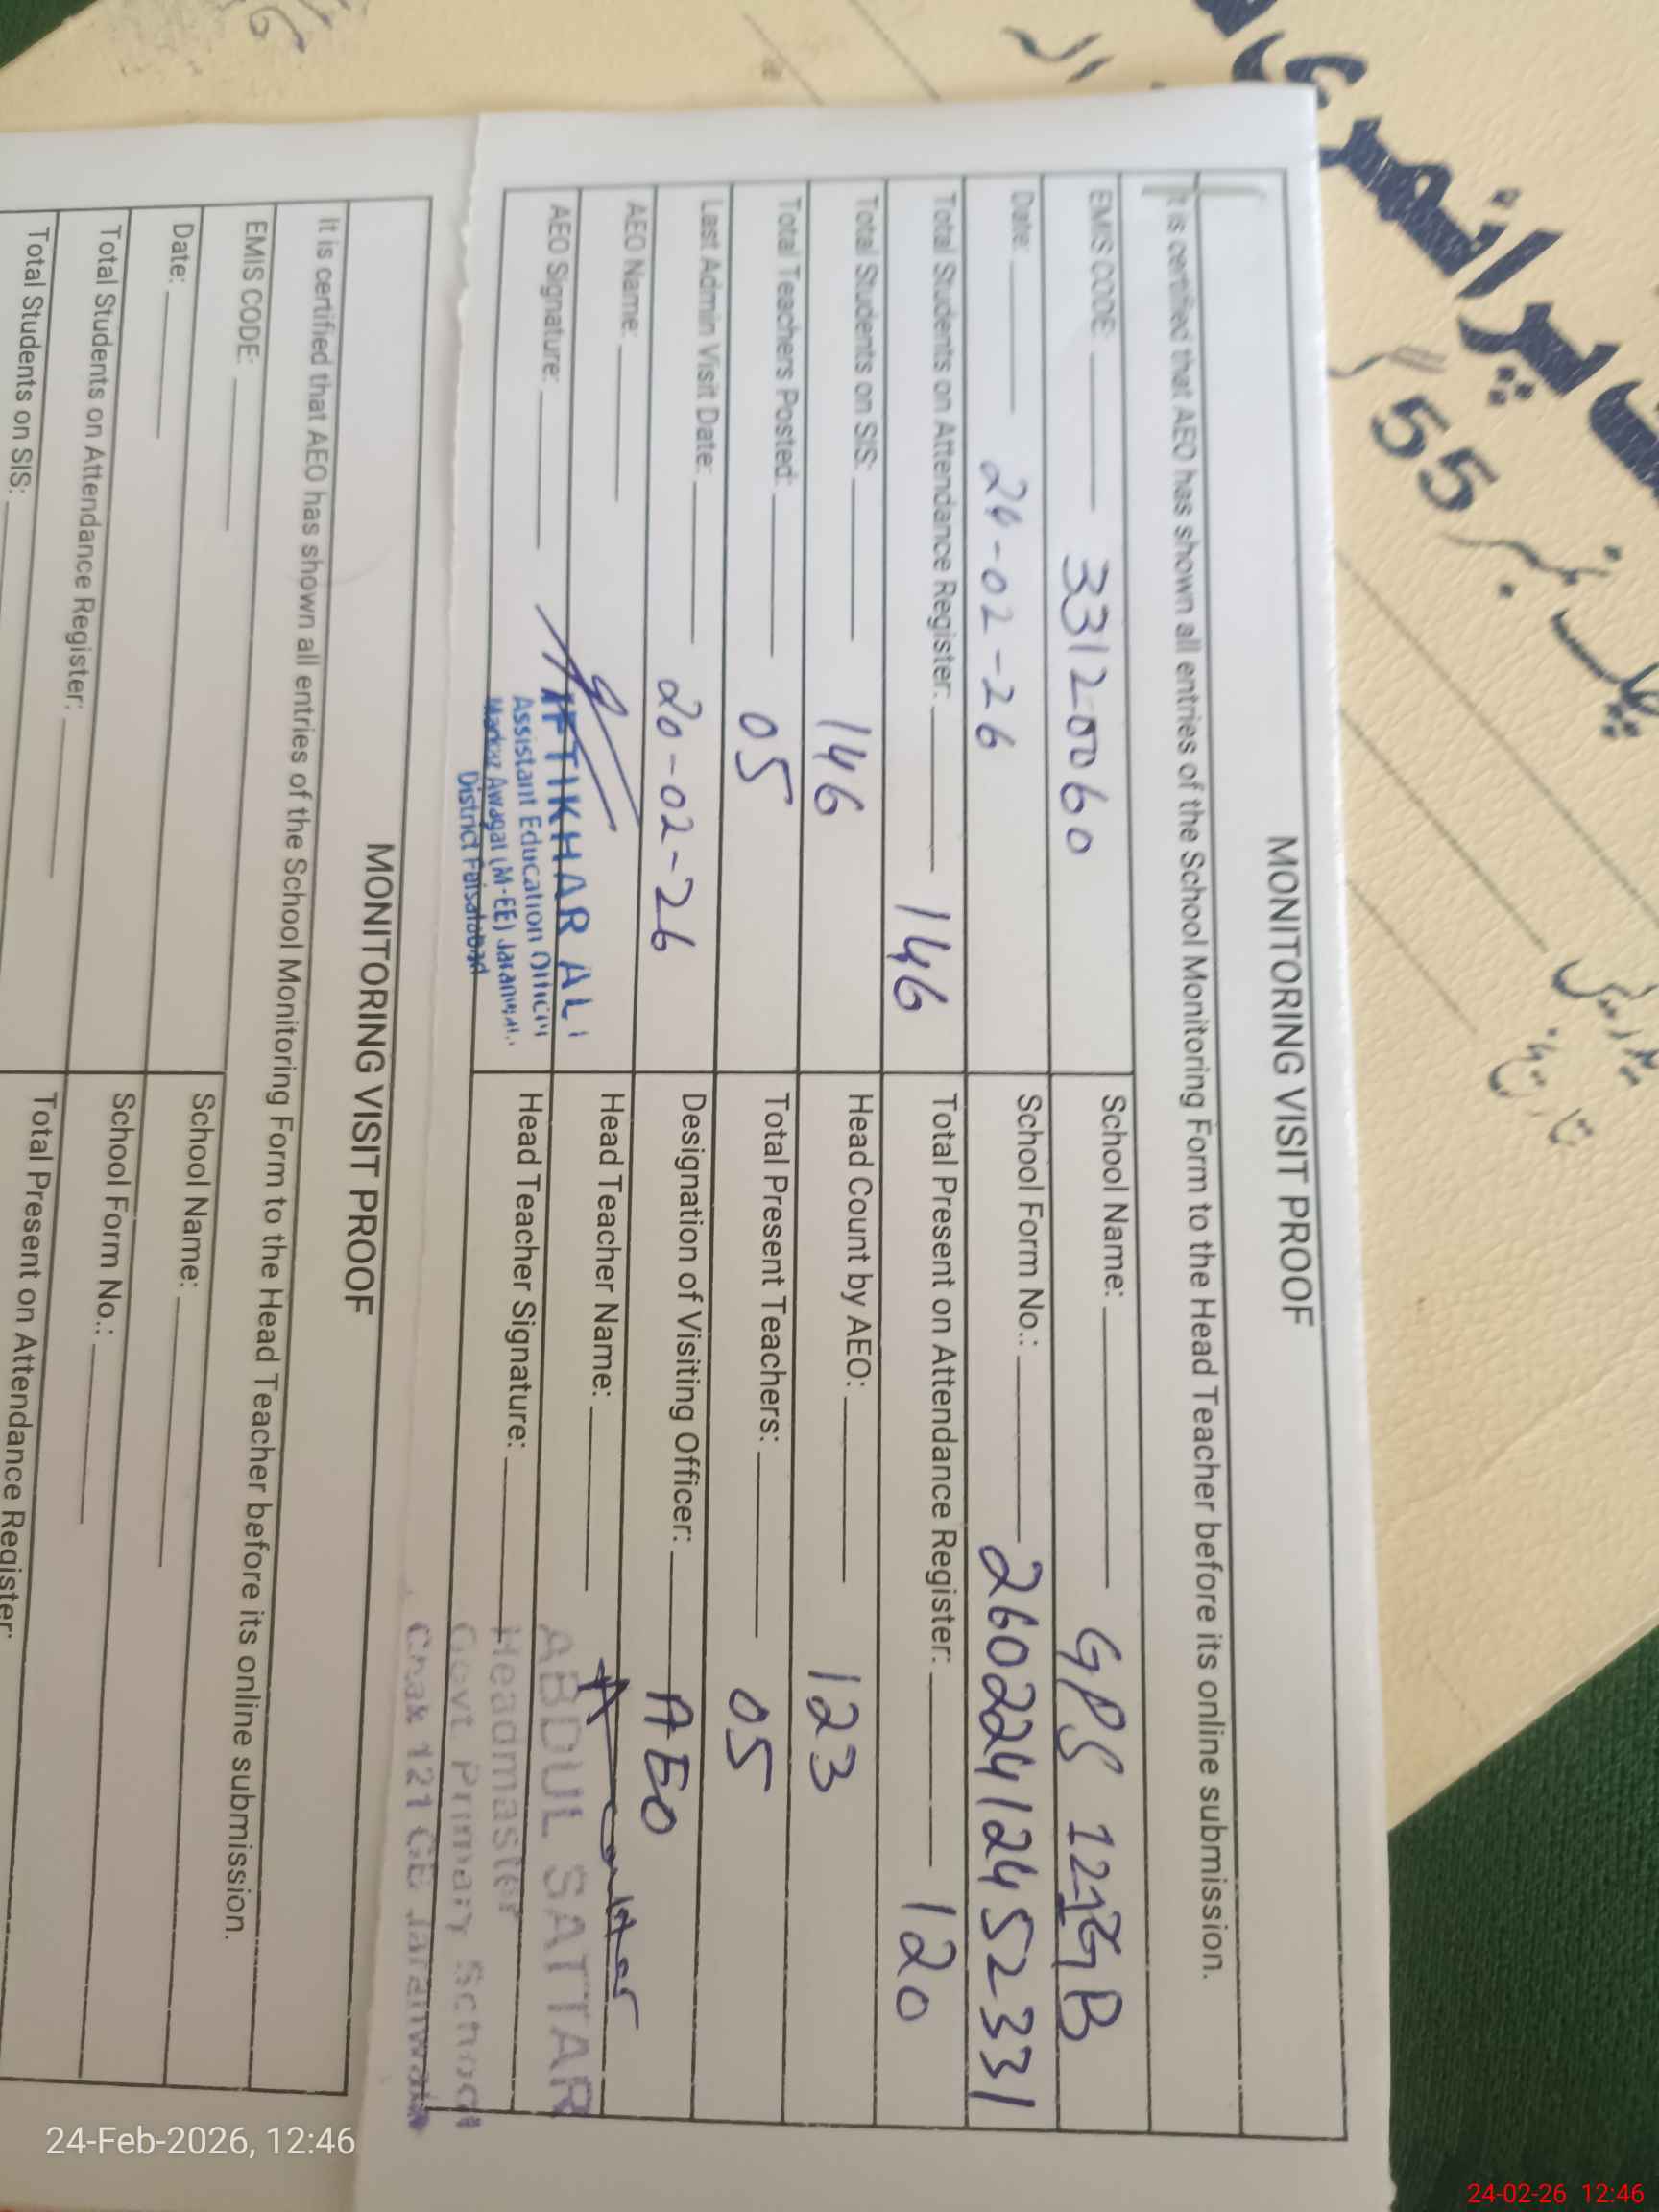 MONITORING VISIT PROOF
It is certified that AEO has shown all entries of the School Monitoring Form to the Head Teacher before its online submission.
EMIS CODE: 33120060 School Name: GPS 121GB
Date: 24-02-26 School Form No.: 26022412452331
Total Students on Attendance Register: 146 Total Present on Attendance Register: 120
Total Students on SIS: 146 Head Count by AEO: 123
Total Teachers Posted: 05 Total Present Teachers: 05
Last Admin Visit Date: 20-02-26 Designation of Visiting Officer: AEO
AEO Name: Head Teacher Name:
AEO Signature: Head Teacher Signature:
IFTIKHAR ALI
Assistant Education Officer
Markaz Awagat (M-EE) Jaranwala
District Faisalabad
ABDUL SATTAR
Headmaster
Govt. Primary School
Chak 121 GB Jaranwala
MONITORING VISIT PROOF
It is certified that AEO has shown all entries of the School Monitoring Form to the Head Teacher before its online submission.
EMIS CODE: School Name:
Date: School Form No.:
Total Students on Attendance Register: Total Present on Attendance Register:
Total Students on SIS:
55
24-Feb-2026, 12:46
24-02-26 12:46